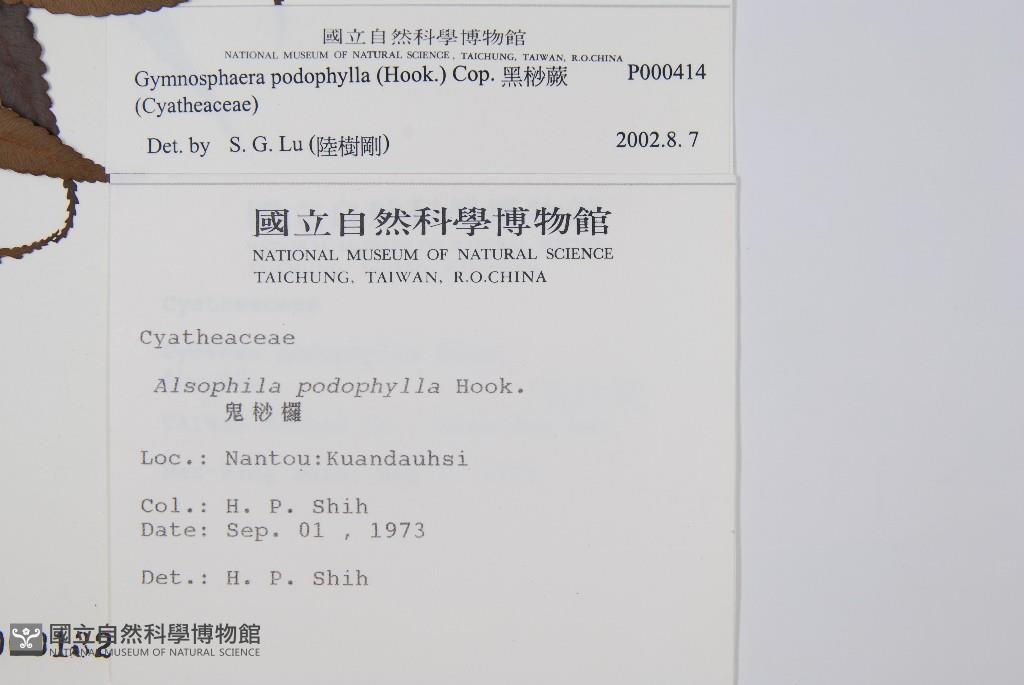 國立自然科學博物館
NATIONAL MUSEUM OF NATURAL SCIENCE, TAICHUNG, TAIWAN, R.O.CHINA
Gymnosphaera podophylla (Hook.) Cop. 黑桫蕨 P000414
(Cyatheaceae)
Det. by S. G. Lu (陸樹剛) 2002.8. 7
國立自然科學博物館
NATIONAL MUSEUM OF NATURAL SCIENCE
TAICHUNG, TAIWAN, R.O.CHINA
Cyatheaceae
Alsophila podophylla Hook.
鬼桫欏
Loc.: Nantou:Kuandauhsi
Col.: H. P. Shih
Date: Sep. 01 , 1973
Det.: H. P. Shih
國立自然科學博物館
NATIONAL MUSEUM OF NATURAL SCIENCE